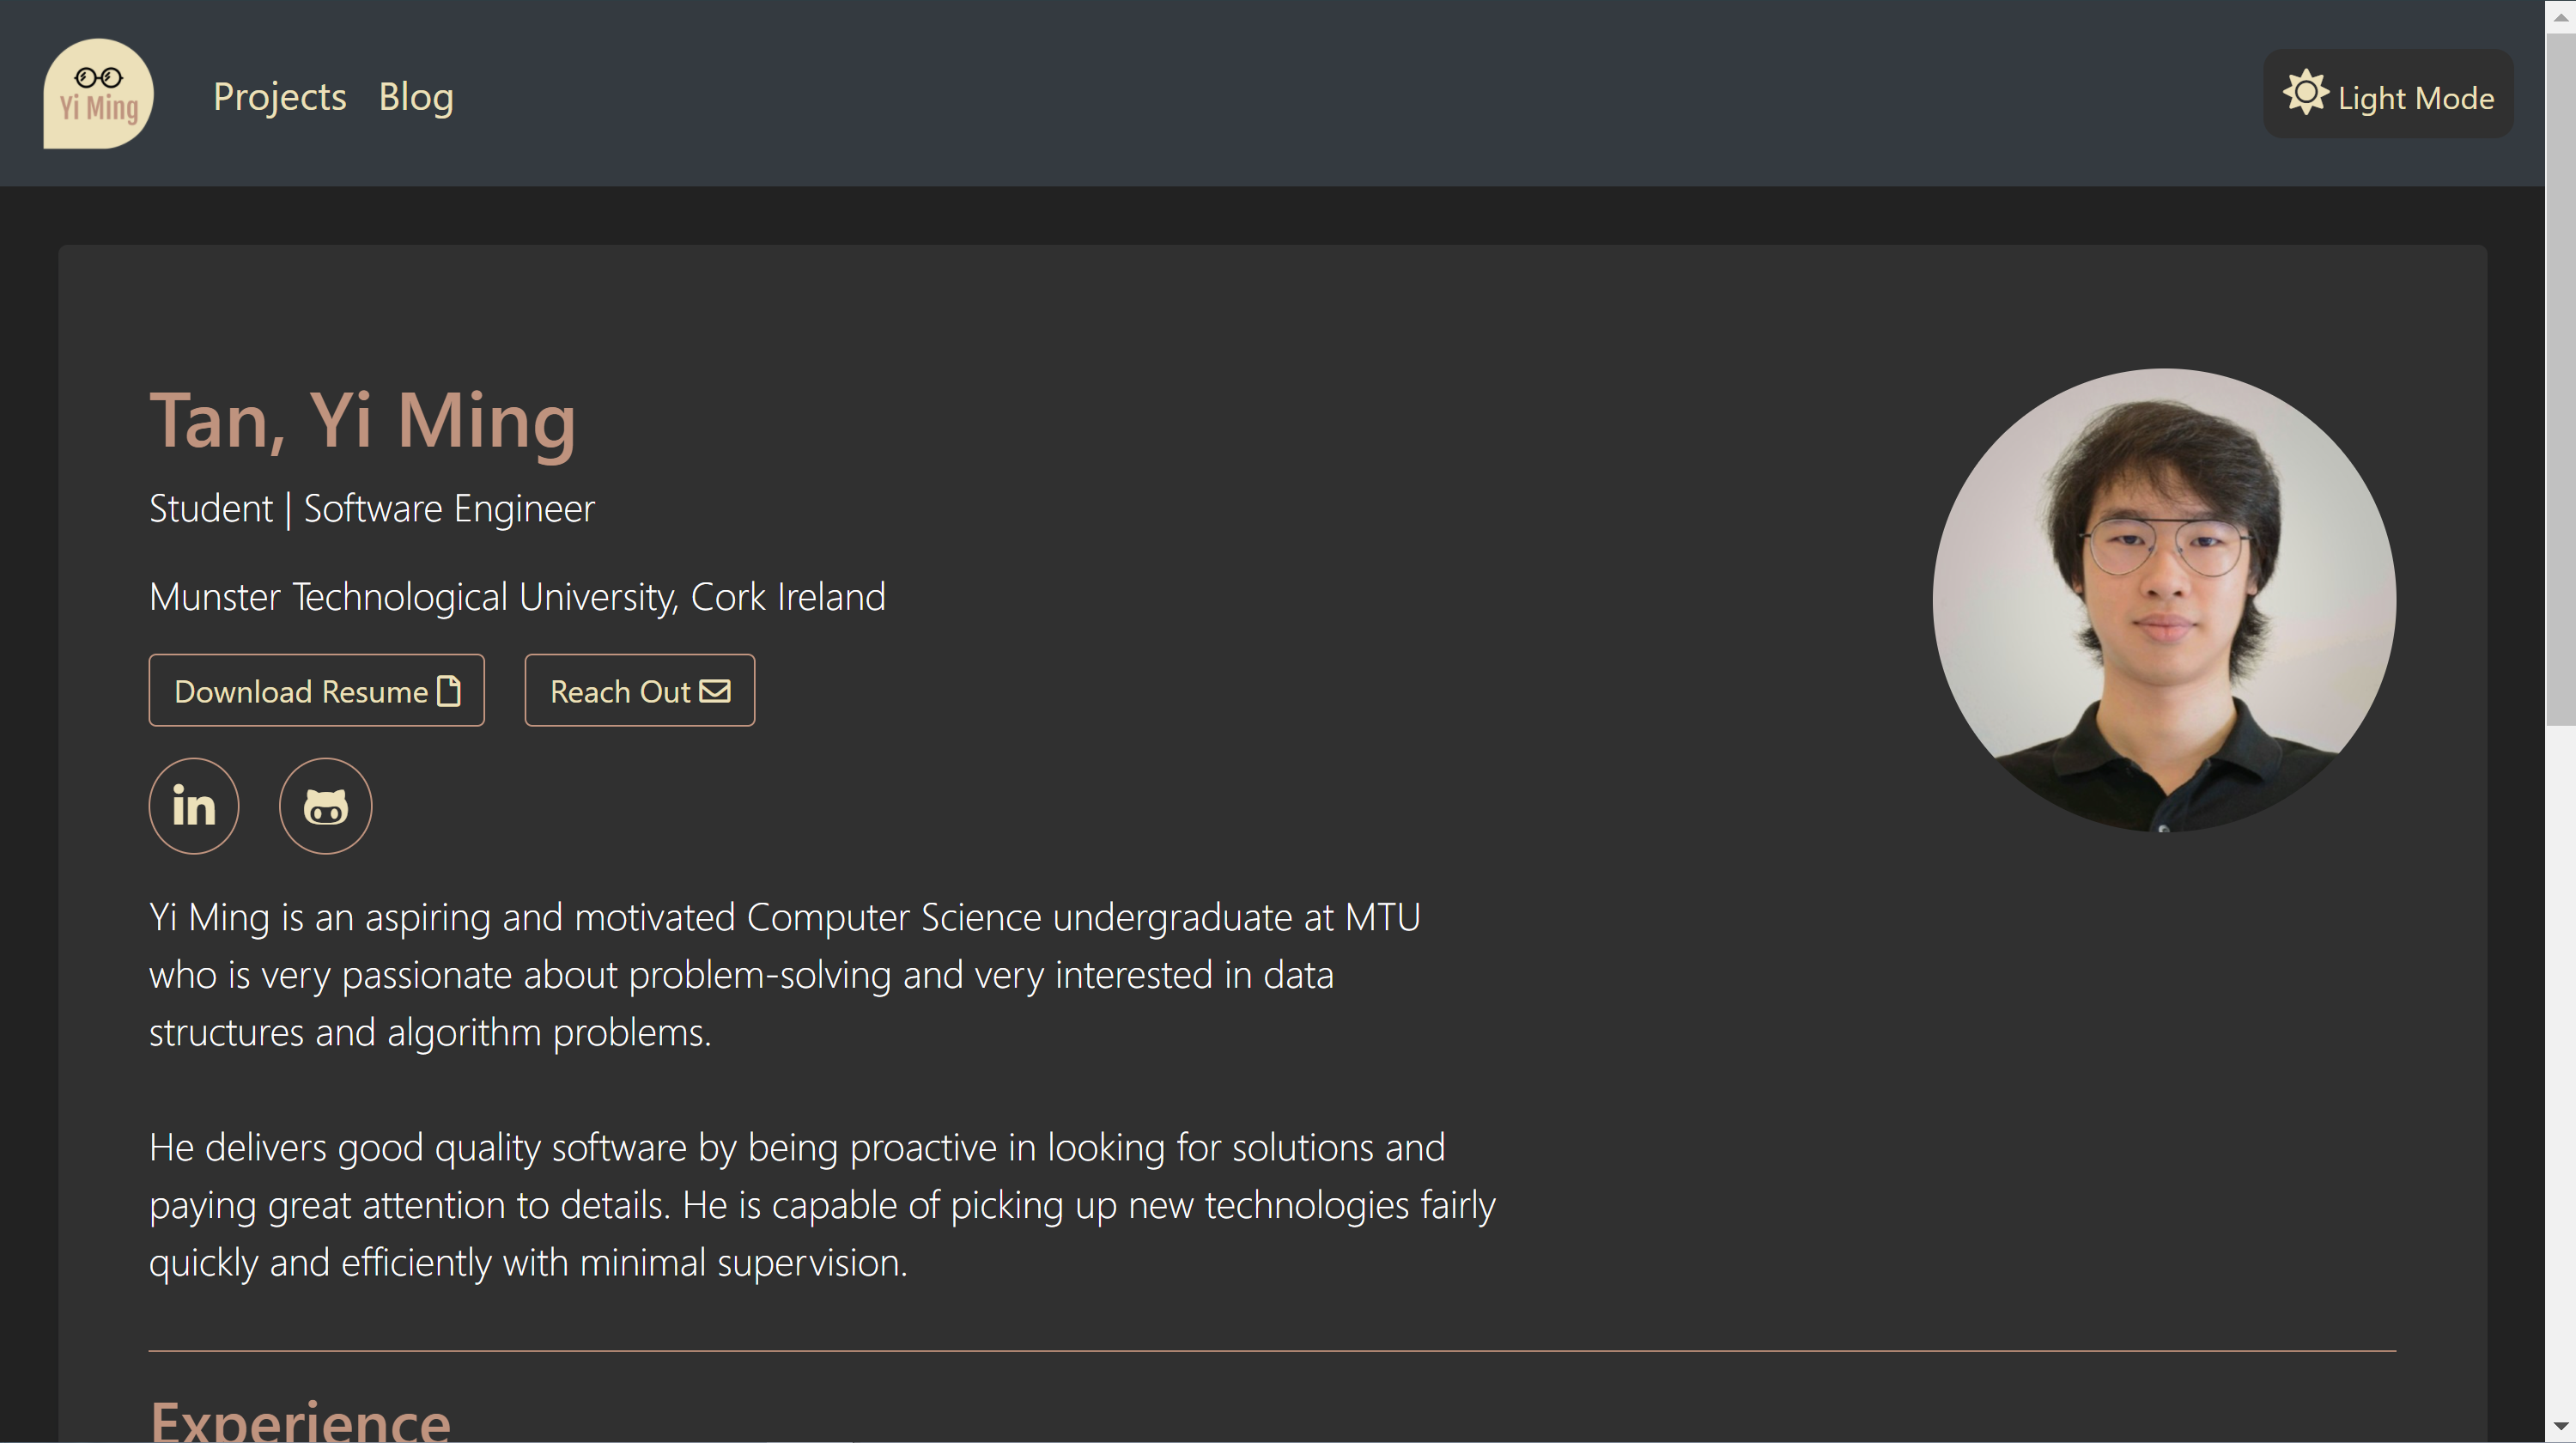 Yi Ming
Projects Blog
Light Mode
Tan, Yi Ming
Student | Software Engineer
Munster Technological University, Cork Ireland
Download Resume
Reach Out
in
Yi Ming is an aspiring and motivated Computer Science undergraduate at MTU
who is very passionate about problem-solving and very interested in data
structures and algorithm problems.
He delivers good quality software by being proactive in looking for solutions and
paying great attention to details. He is capable of picking up new technologies fairly
quickly and efficiently with minimal supervision.
Experience